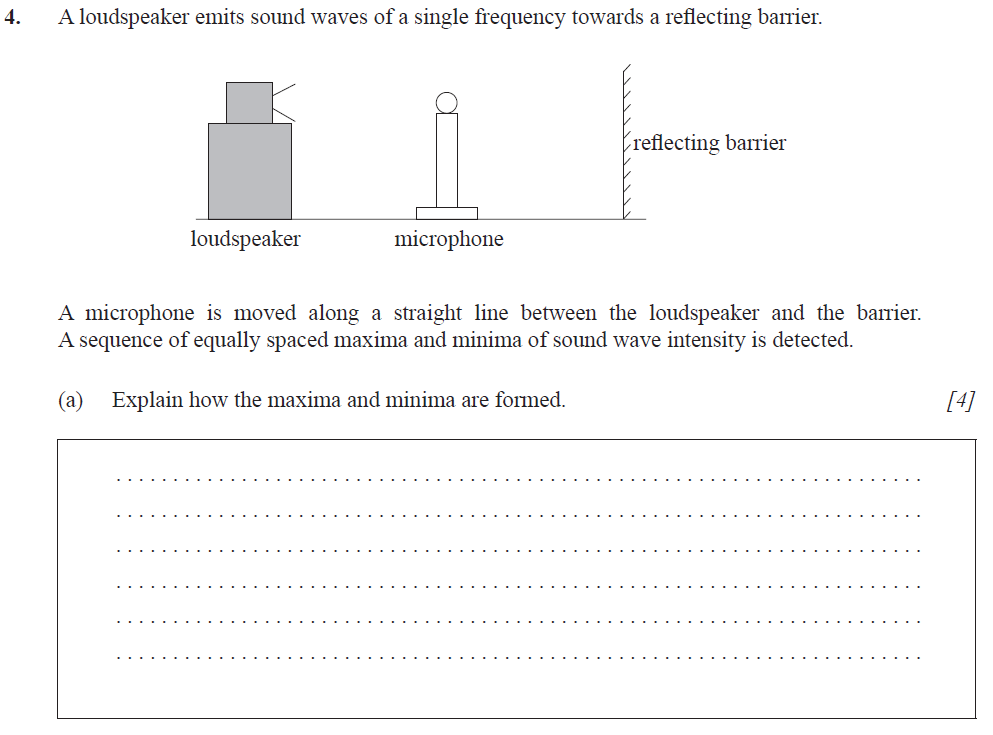 4. A loudspeaker emits sound waves of a single frequency towards a reflecting barrier.
reflecting barrier
loudspeaker
microphone
A microphone is moved along a straight line between the loudspeaker and the barrier.
A sequence of equally spaced maxima and minima of sound wave intensity is detected.
(a) Explain how the maxima and minima are formed. [4]